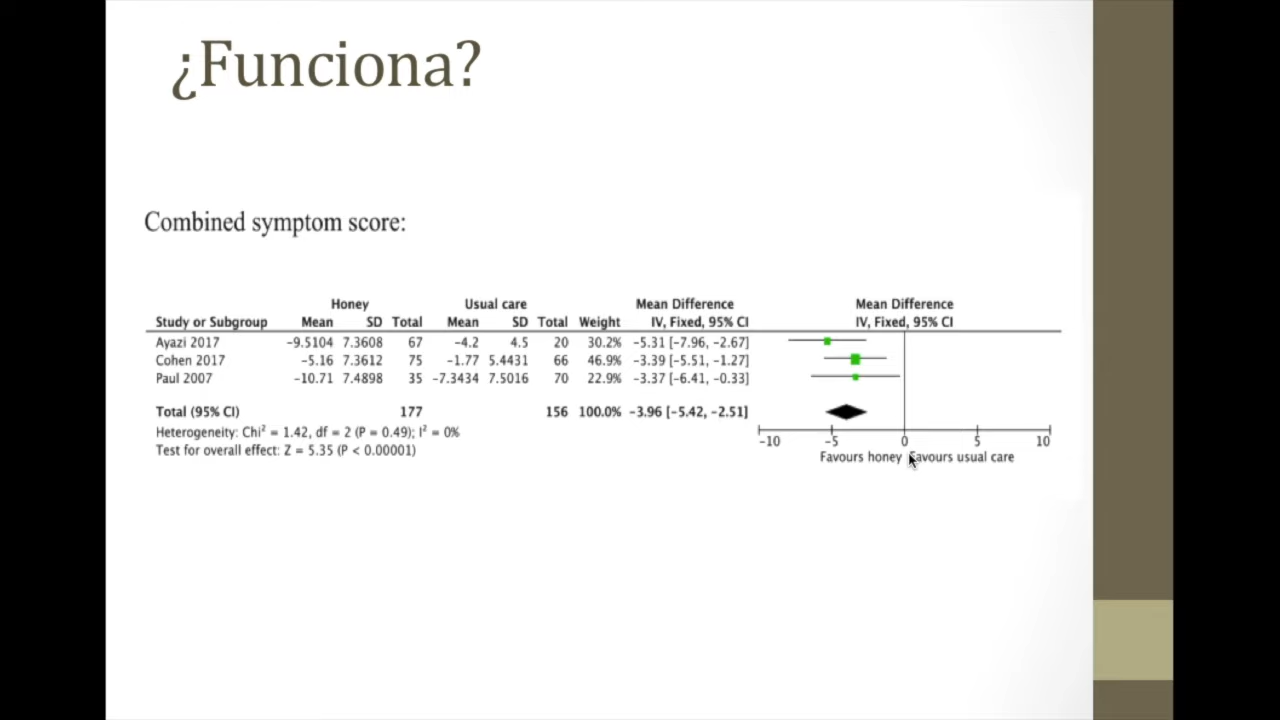 ¿Funciona?
Combined symptom score:
Honey Usual care Mean Difference Mean Difference
Study or Subgroup Mean SD Total Mean SD Total Weight IV, Fixed, 95% CI IV, Fixed, 95% CI
Ayazi 2017 -9.5104 7.3608 67 -4.2 4.5 20 30.2% -5.31 [-7.96, -2.67]
Cohen 2017 -5.16 7.3612 75 -1.77 5.4431 66 46.9% -3.39 [-5.51, -1.27]
Paul 2007 -10.71 7.4898 35 -7.3434 7.5016 70 22.9% -3.37 [-6.41, -0.33]
Total (95% CI) 177 156 100.0% -3.96 [-5.42, -2.51]
Heterogeneity: Chi² = 1.42, df = 2 (P = 0.49); I² = 0%
Test for overall effect: Z = 5.35 (P < 0.00001)
-10 -5 0 5 10
Favours honey Favours usual care